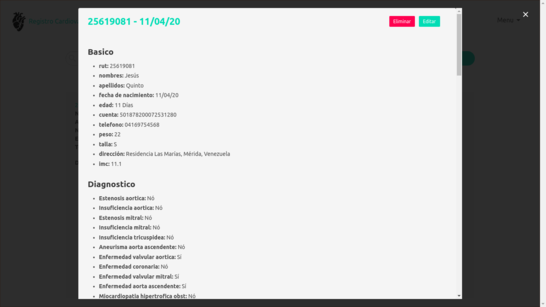 25619081 - 11/04/20
Eliminar
Editar
×
Basico
rut: 25619081
nombres: Jesús
apellidos: Quinto
fecha de nacimiento: 11/04/20
edad: 11 Días
cuenta: 501878200072531280
telefono: 04169754568
peso: 22
talla: S
dirección: Residencia Las Marías, Mérida, Venezuela
imc: 11.1
Diagnostico
Estenosis aortica: Nó
Insuficiencia aortica: Nó
Estenosis mitral: Nó
Insuficiencia mitral: Nó
Insuficiencia tricuspidea: Nó
Aneurisma aorta ascendente: Nó
Enfermedad valvular aortica: Sí
Enfermedad coronaria: Nó
Enfermedad valvular mitral: Sí
Enfermedad aorta ascendente: Sí
Miocardiopatía hipertrofica obst: Nó